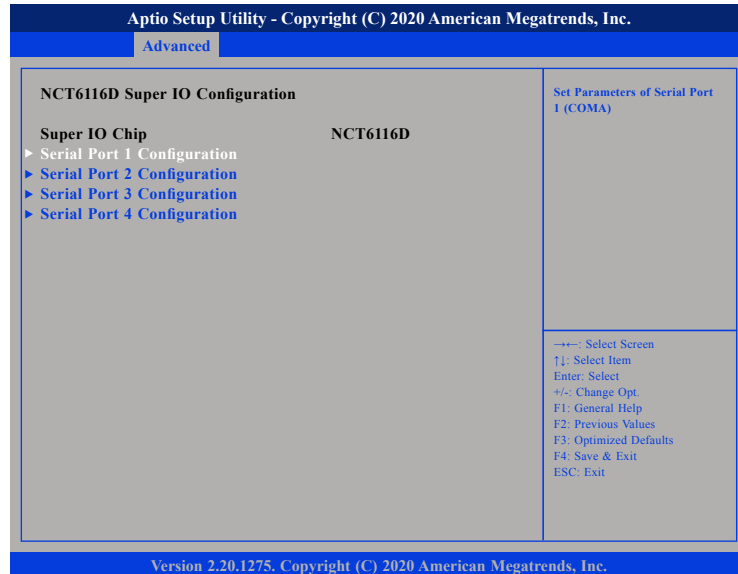 Aptio Setup Utility - Copyright (C) 2020 American Megatrends, Inc.
Advanced
NCT6116D Super IO Configuration
Super IO Chip NCT6116D
► Serial Port 1 Configuration
► Serial Port 2 Configuration
► Serial Port 3 Configuration
► Serial Port 4 Configuration
Set Parameters of Serial Port
1 (COMA)
→←: Select Screen
↑↓: Select Item
Enter: Select
+/-: Change Opt.
F1: General Help
F2: Previous Values
F3: Optimized Defaults
F4: Save & Exit
ESC: Exit
Version 2.20.1275. Copyright (C) 2020 American Megatrends, Inc.